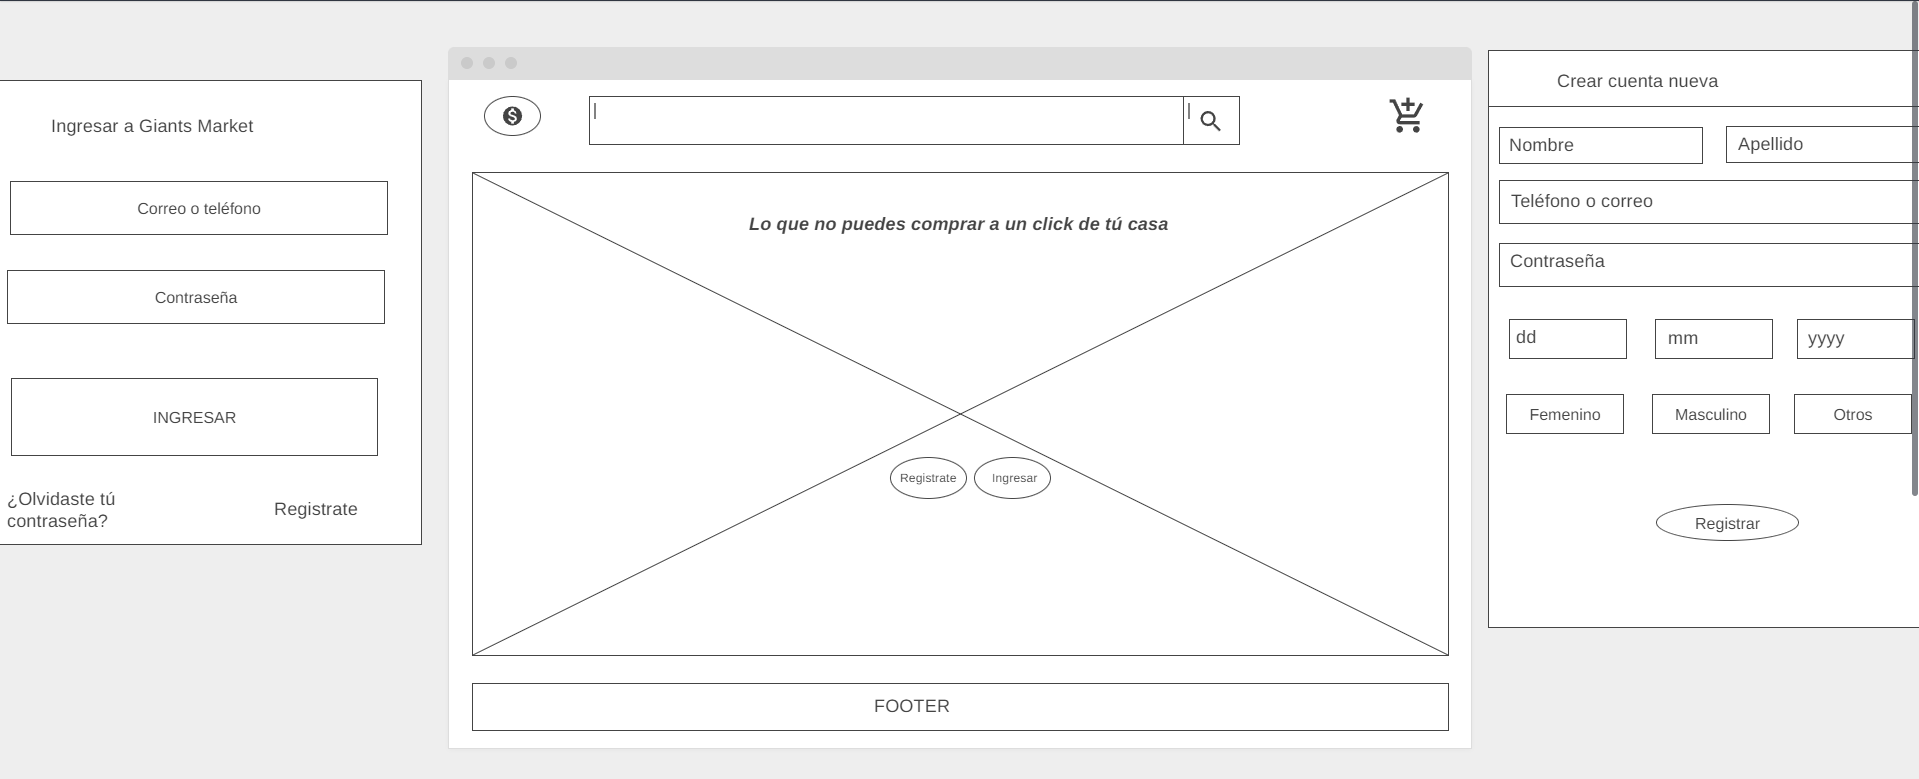 Ingresar a Giants Market
Correo o teléfono
Contraseña
INGRESAR
¿Olvidaste tú
contraseña?
Registrate
$
Lo que no puedes comprar a un click de tú casa
Registrate
Ingresar
FOOTER
Crear cuenta nueva
Nombre
Apellido
Teléfono o correo
Contraseña
dd
mm
yyyy
Femenino
Masculino
Otros
Registrar